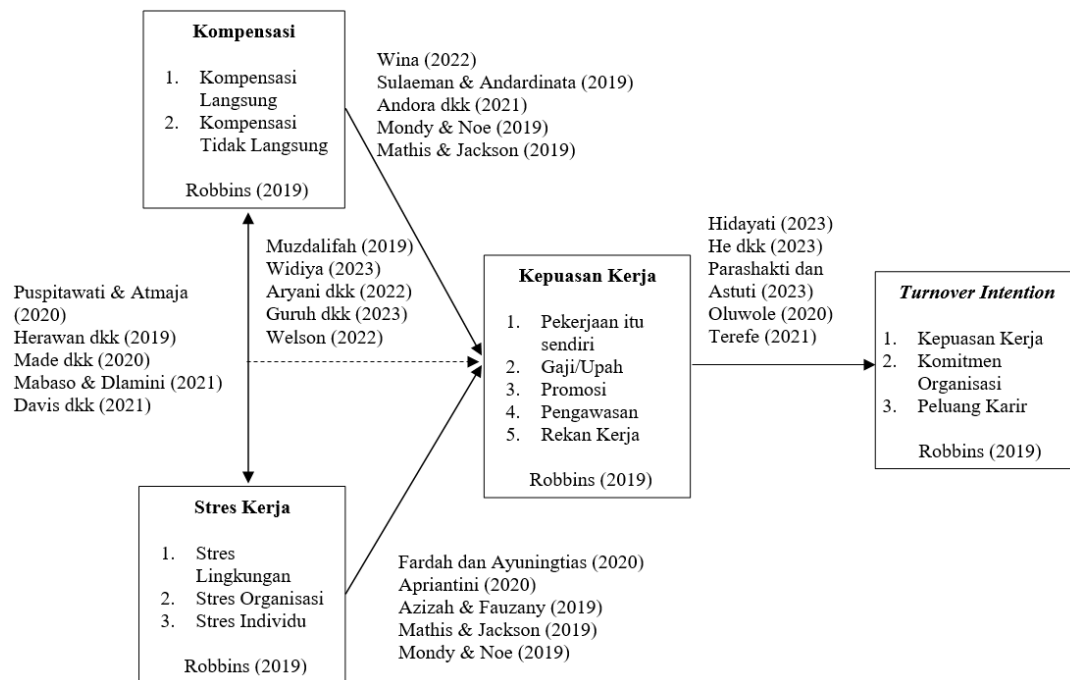 Kompensasi
1. Kompensasi
Langsung
2. Kompensasi
Tidak Langsung
Robbins (2019)
Wina (2022)
Sulaeman & Andardinata (2019)
Andora dkk (2021)
Mondy & Noe (2019)
Mathis & Jackson (2019)
Puspitawati & Atmaja
(2020)
Herawan dkk (2019)
Made dkk (2020)
Mabaso & Dlamini (2021)
Davis dkk (2021)
Muzdalifah (2019)
Widiya (2023)
Aryani dkk (2022)
Guruh dkk (2023)
Welson (2022)
Kepuasan Kerja
1. Pekerjaan itu
sendiri
2. Gaji/Upah
3. Promosi
4. Pengawasan
5. Rekan Kerja
Robbins (2019)
Hidayati (2023)
He dkk (2023)
Parashakti dan
Astuti (2023)
Oluwole (2020)
Terefe (2021)
Turnover Intention
1. Kepuasan Kerja
2. Komitmen
Organisasi
3. Peluang Karir
Robbins (2019)
Stres Kerja
1. Stres
Lingkungan
2. Stres Organisasi
3. Stres Individu
Robbins (2019)
Fardah dan Ayuningtias (2020)
Apriantini (2020)
Azizah & Fauzany (2019)
Mathis & Jackson (2019)
Mondy & Noe (2019)